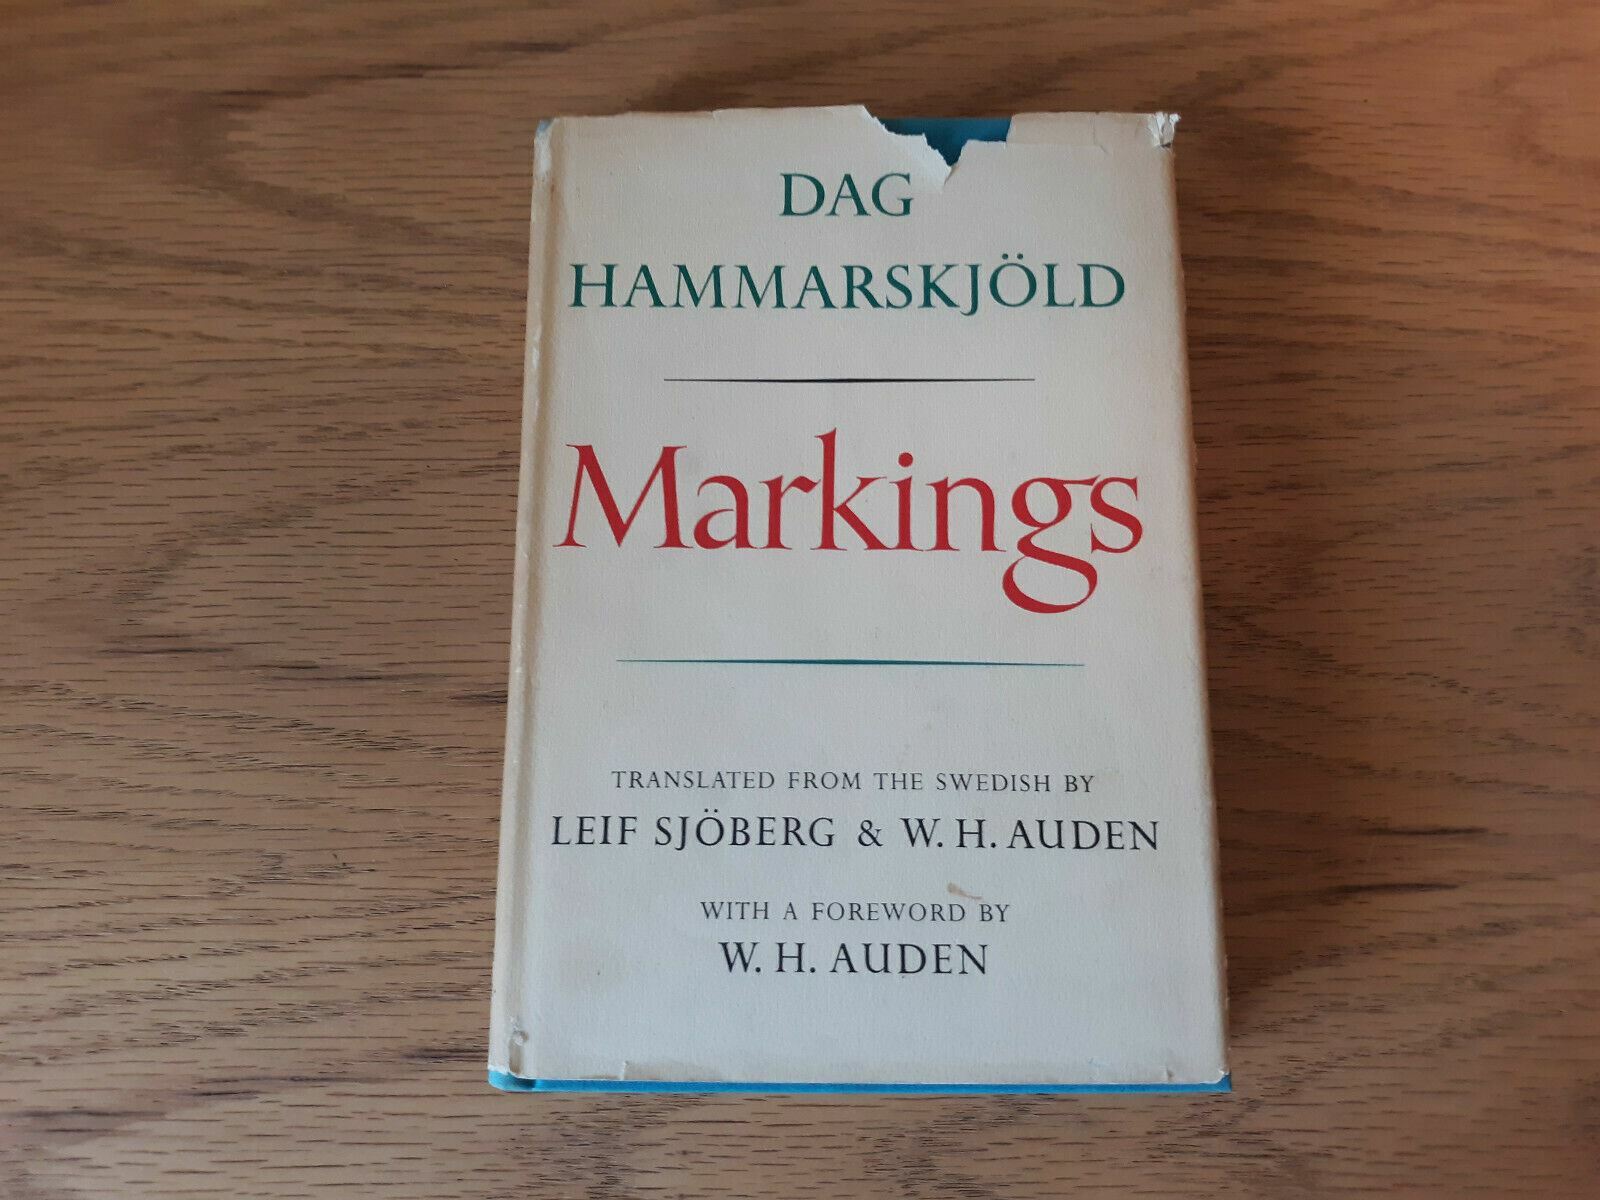 DAG
HAMMARSKJÖLD
Markings
TRANSLATED FROM THE SWEDISH BY
LEIF SJÖBERG & W. H. AUDEN
WITH A FOREWORD BY
W. H. AUDEN